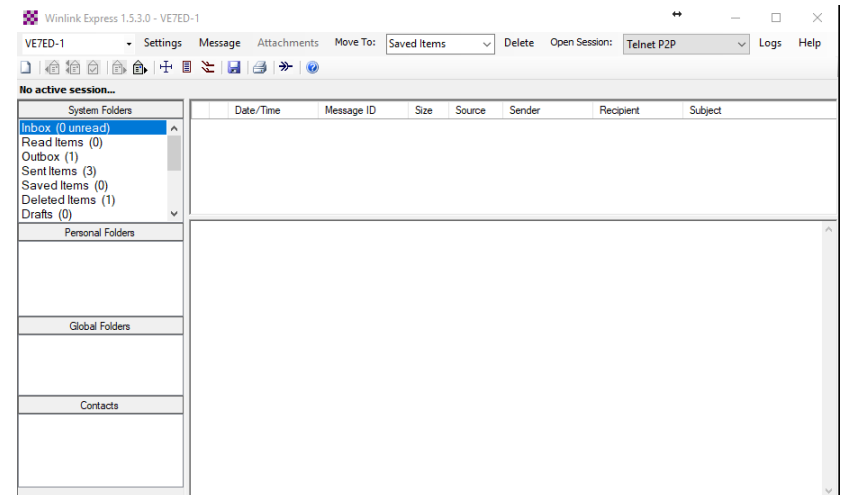 Winlink Express 1.5.3.0 - VE7ED-1
VE7ED-1 Settings Message Attachments Move To: Saved Items Delete Open Session: Telnet P2P Logs Help
No active session...
System Folders Date/Time Message ID Size Source Sender Recipient Subject
Inbox (0 unread)
Read Items (0)
Outbox (1)
Sent Items (3)
Saved Items (0)
Deleted Items (1)
Drafts (0)
Personal Folders
Global Folders
Contacts